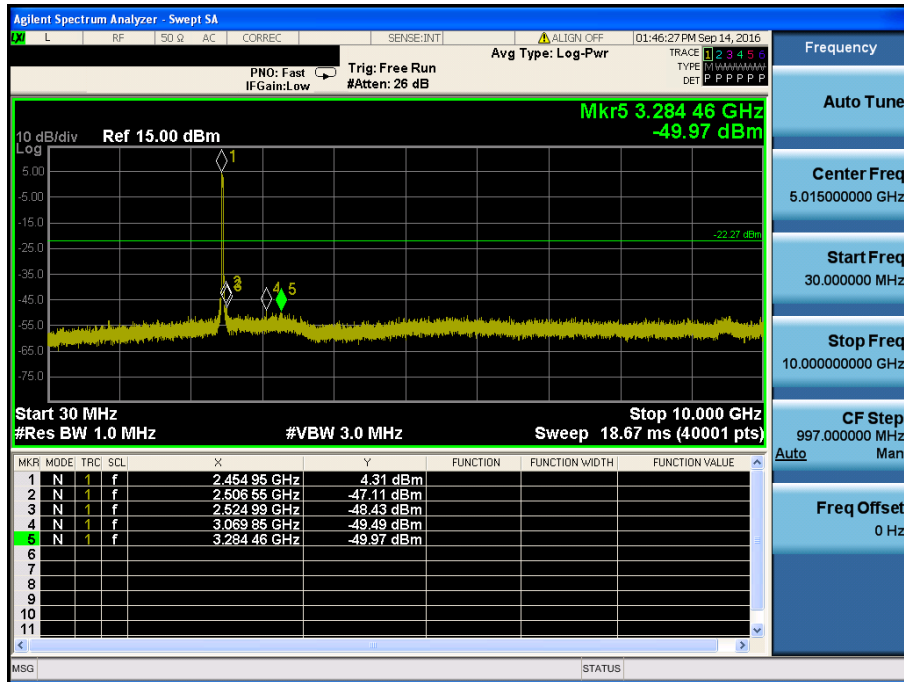 Agilent Spectrum Analyzer - Swept SA
LXI L RF 50 Ω AC CORREC SENSE:INT ALIGN OFF 01:46:27 PM Sep 14, 2016
Avg Type: Log-Pwr
TRACE 1 2 3 4 5 6
TYPE M W W W W W
DET P P P P P P
PNO: Fast
IFGain:Low
Trig: Free Run
#Atten: 26 dB
Mkr5 3.284 46 GHz
-49.97 dBm
10 dB/div Ref 15.00 dBm
Log
5.00
-5.00
-15.0
-22.27 dBm
-25.0
-35.0
-45.0
-55.0
-65.0
-75.0
1
3
4 5
Start 30 MHz Stop 10.000 GHz
#Res BW 1.0 MHz #VBW 3.0 MHz Sweep 18.67 ms (40001 pts)
MKR MODE TRC SCL X Y FUNCTION FUNCTION WIDTH FUNCTION VALUE
1 N 1 f 2.454 95 GHz 4.31 dBm
2 N 1 f 2.506 55 GHz -47.11 dBm
3 N 1 f 2.524 99 GHz -48.43 dBm
4 N 1 f 3.069 85 GHz -49.49 dBm
5 N 1 f 3.284 46 GHz -49.97 dBm
6
7
8
9
10
11
MSG STATUS
Frequency
Auto Tune
Center Freq
5.015000000 GHz
Start Freq
30.000000 MHz
Stop Freq
10.000000000 GHz
CF Step
997.000000 MHz
Auto Man
Freq Offset
0 Hz